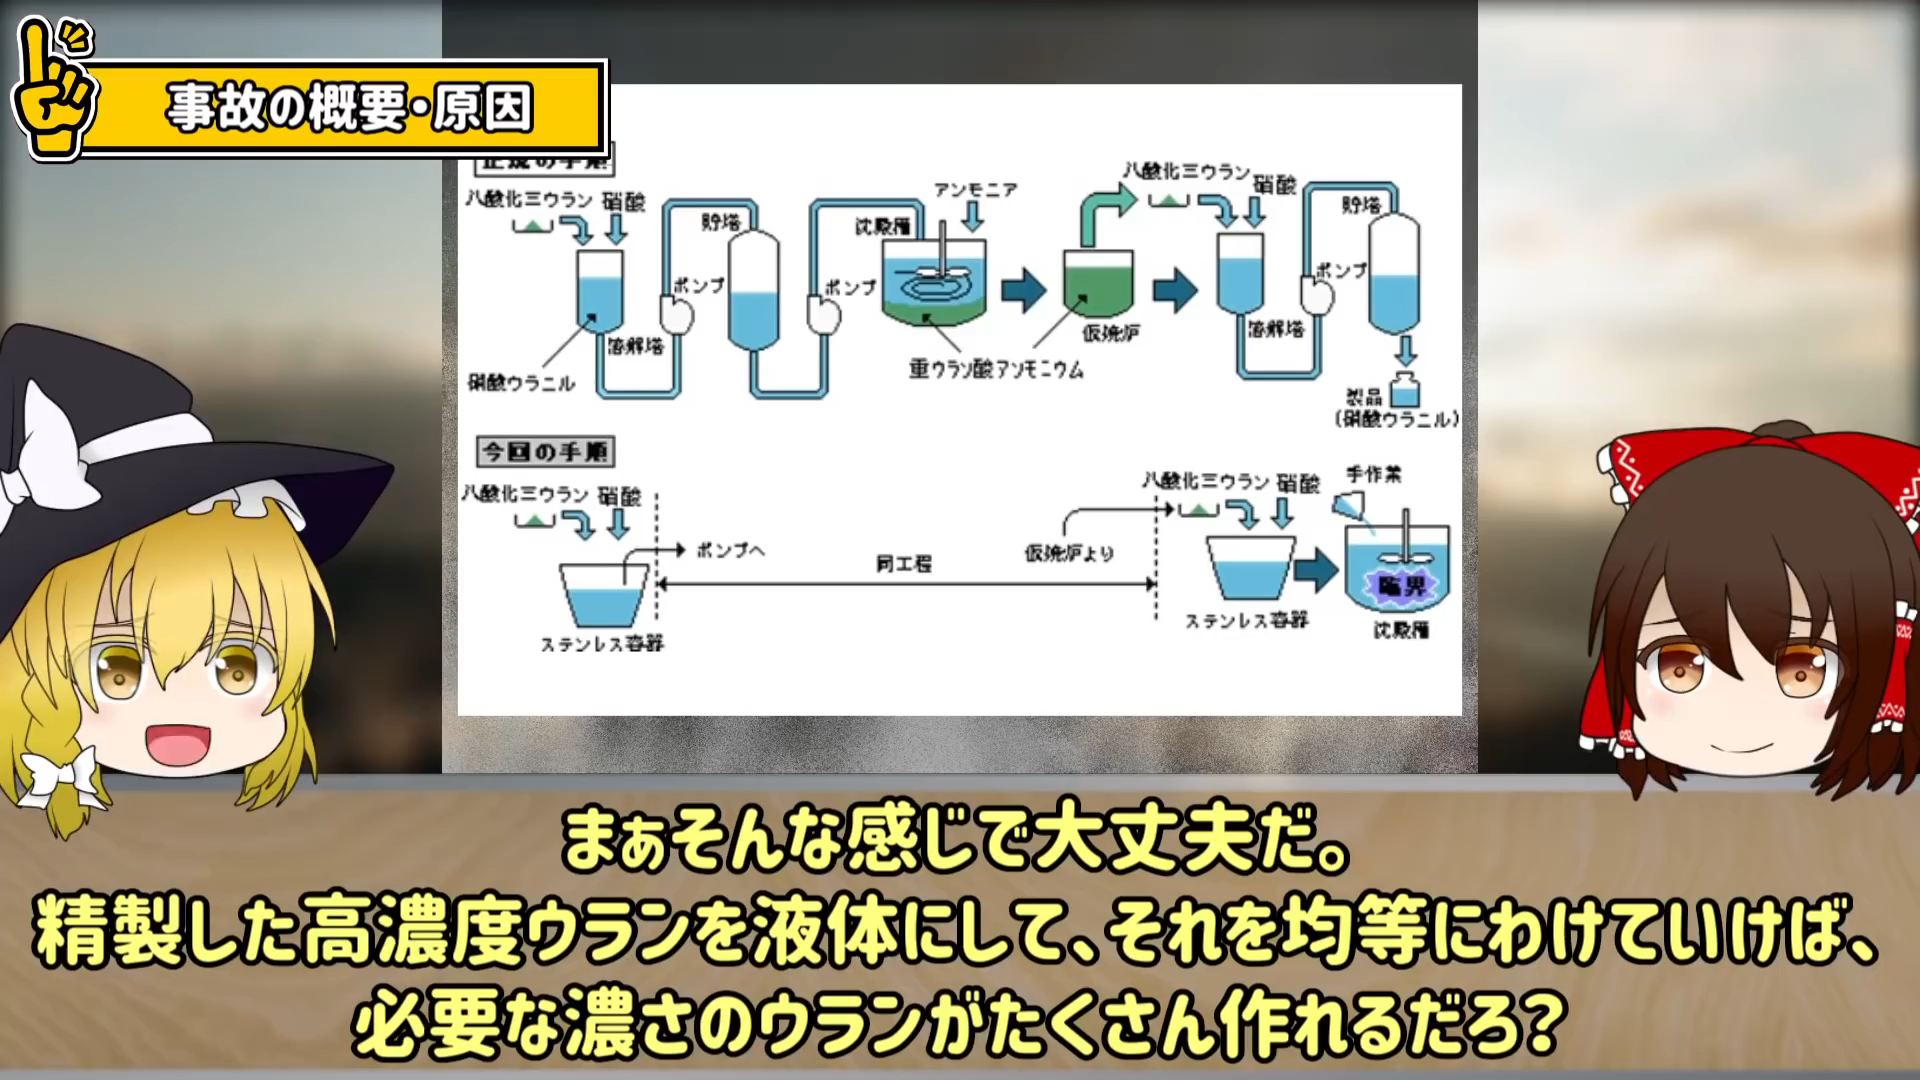 事故の概要・原因
正規の手順
八酸化三ウラン 硝酸
貯塔
沈殿槽
アンモニア
八酸化三ウラン
硝酸
貯塔
ポンプ
ポンプ
ポンプ
溶解塔
仮焼炉
溶解塔
硝酸ウラニル
重ウラン酸アンモニウム
製品
(硝酸ウラニル)
今回の手順
八酸化三ウラン 硝酸
ポンプへ
同工程
仮焼炉より
八酸化三ウラン 硝酸
手作業
臨界
ステンレス容器
ステンレス容器
沈殿槽
まぁそんな感じで大丈夫だ。
精製した高濃度ウランを液体にして、それを均等にわけていけば、
必要な濃さのウランがたくさん作れるだろ?